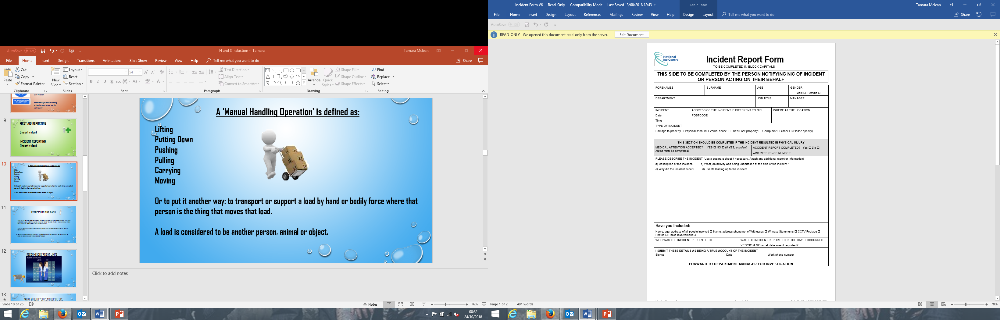 AutoSave Off
H and S Induction - Tamara
Tamara Mclean
File Home Insert Design Transitions Animations Slide Show Review View Help Tell me what you want to do
Share
Paste
Cut
Copy
Format Painter
Clipboard
New Slide
Layout
Reset
Section
Slides
54
B I U S abc AV Aa A
Font
Text Direction
Align Text
Convert to SmartArt
Paragraph
Arrange
Quick Styles
Shape Fill
Shape Outline
Shape Effects
Drawing
Find
Replace
Select
Editing
Staff rotation
Where have you seen a hearing
protection zone on our earlier
walkround?
9
FIRST AID REPORTING
(insert video)
INCIDENT REPORTING
(Insert video)
10
A 'Manual Handling Operation' is defined as:
Lifting
Putting Down
Pushing
Pulling
Carrying
Moving
Or to put it another way: to transport or support a load by hand or bodily force where that
person is the thing that moves that load.
A load is considered to be another person, animal or object.
11
EFFECTS ON THE BACK
12
RECOMMENDED WEIGHT LIMITS
13
WHAT SHOULD YOU CONSIDER BEFORE
A 'Manual Handling Operation' is defined as:
Lifting
Putting Down
Pushing
Pulling
Carrying
Moving
Or to put it another way: to transport or support a load by hand or bodily force where that
person is the thing that moves that load.
A load is considered to be another person, animal or object.
Click to add notes
Slide 10 of 26
Notes
76%
08:32
24/10/2018
Incident Form V6 - Read-Only - Compatibility Mode - Last Saved 13/08/2018 12:43
Table Tools
Tamara Mclean
File Home Insert Design Layout References Mailings Review View Help Design Layout Tell me what you want to do
Share
AutoSave Off
READ-ONLY We opened this document read-only from the server. Edit Document
National
Ice Centre
Incident Report Form
TO BE COMPLETED IN BLOCK CAPITALS
THIS SIDE TO BE COMPLETED BY THE PERSON NOTIFYING NIC OF INCIDENT
OR PERSON ACTING ON THEIR BEHALF
FORENAMES SURNAME AGE GENDER
Male ☐ Female ☐
DEPARTMENT JOB TITLE MANAGER
INCIDENT ADDRESS OF THE INCIDENT IF DIFFERENT TO NIC WHERE AT THE LOCATION
Date POSTCODE
Time
TYPE OF INCIDENT
Damage to property ☐ Physical assault ☐ Verbal abuse ☐ Theft/Lost property ☐ Complaint ☐ Other ☐ (Please specify)
THIS SECTION SHOULD BE COMPLETED IF THE INCIDENT RESULTED IN PHYSICAL INJURY
MEDICAL ATTENTION ACCEPTED? YES ☐ NO ☐ (If YES, accident
report must be completed)
ACCIDENT REPORT COMPLETED? Yes ☐ No ☐
ARD REFERENCE NUMBER:
PLEASE DESCRIBE THE INCIDENT (Use a separate sheet if necessary. Attach any additional report or information)
a) Description of the incident. b) What job/activity was being undertaken at the time of the incident?
c) Why did the incident occur? d) Events leading up to the incident.
Have you included:
Name, age, address of all people involved ☐ Name, address phone no. of Witnesses ☐ Witness Statements ☐ CCTV Footage ☐
Photos ☐ Police Involvement ☐
WHO WAS THE INCIDENT REPORTED TO
WAS THE INCIDENT REPORTED ON THE DAY IT OCCURRED
YES/NO if NO what date was it reported?
I SUBMIT THESE DETAILS AS BEING A TRUE ACCOUNT OF THE INCIDENT
Signed Date Work phone number
FORWARD TO DEPARTMENT MANAGER FOR INVESTIGATION
Page 1 of 2
491 words
78%